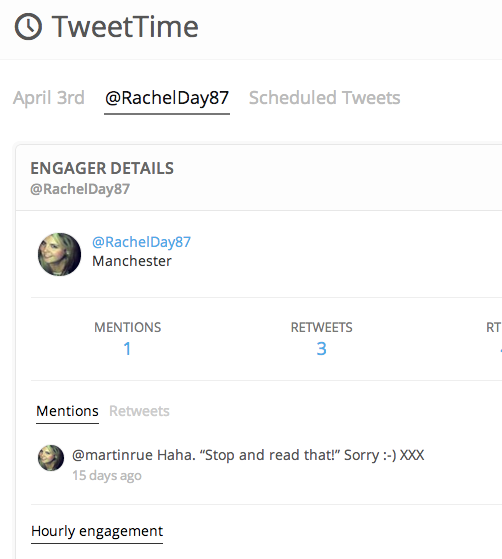 TweetTime
April 3rd @RachelDay87 Scheduled Tweets
ENGAGER DETAILS
@RachelDay87
@RachelDay87
Manchester
MENTIONS RETWEETS RT
1 3
Mentions Retweets
@martinrue Haha. “Stop and read that!” Sorry :-) XXX
15 days ago
Hourly engagement